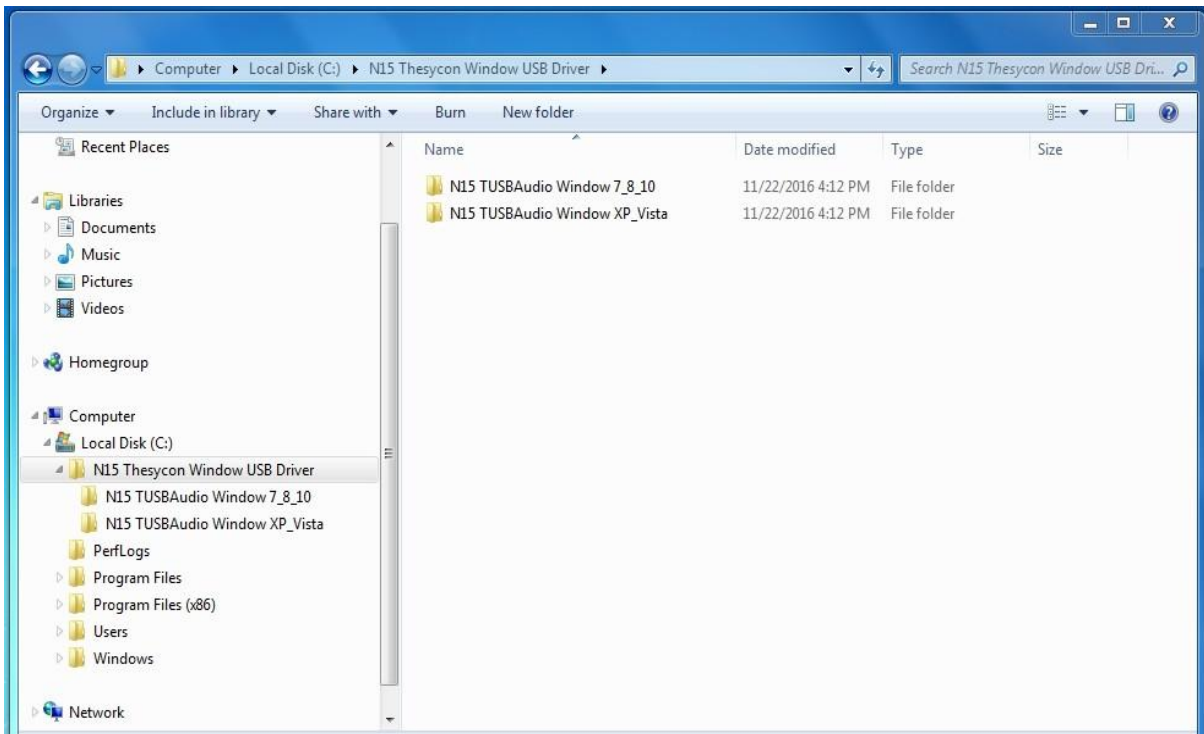 Computer Local Disk (C:) N15 Thesycon Window USB Driver
Search N15 Thesycon Window USB Dri...
Organize Include in library Share with Burn New folder
Recent Places
Libraries
Documents
Music
Pictures
Videos
Homegroup
Computer
Local Disk (C:)
N15 Thesycon Window USB Driver
N15 TUSBAudio Window 7_8_10
N15 TUSBAudio Window XP_Vista
PerfLogs
Program Files
Program Files (x86)
Users
Windows
Network
Name Date modified Type Size
N15 TUSBAudio Window 7_8_10 11/22/2016 4:12 PM File folder
N15 TUSBAudio Window XP_Vista 11/22/2016 4:12 PM File folder